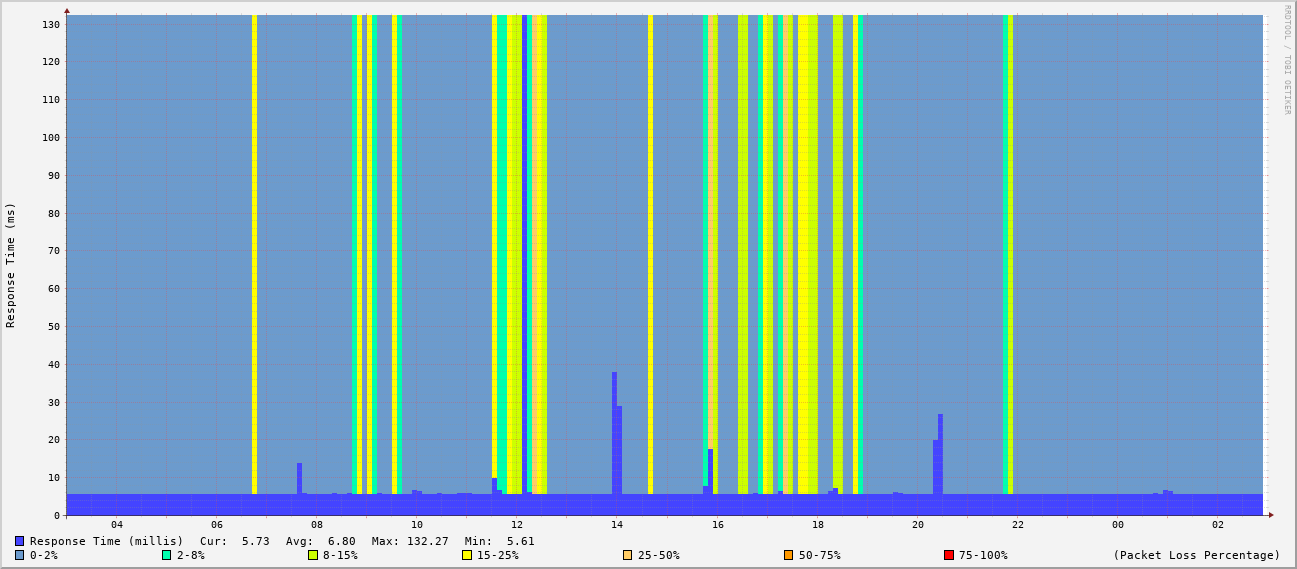 RRDTOOL / TOBI OETIKER
130
120
110
100
90
80
70
60
50
40
30
20
10
0
Response Time (ms)
04 06 08 10 12 14 16 18 20 22 00 02
Response Time (millis) Cur: 5.73 Avg: 6.80 Max: 132.27 Min: 5.61
0-2% 2-8% 8-15% 15-25% 25-50% 50-75% 75-100% (Packet Loss Percentage)